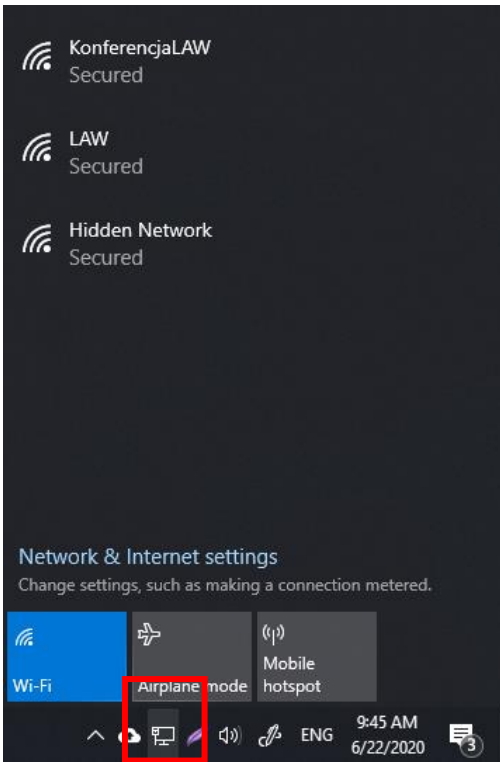 KonferencjaLAW
Secured
LAW
Secured
Hidden Network
Secured
Network & Internet settings
Change settings, such as making a connection metered.
Wi-Fi
Airplane mode
Mobile
hotspot
ENG
9:45 AM
6/22/2020
3